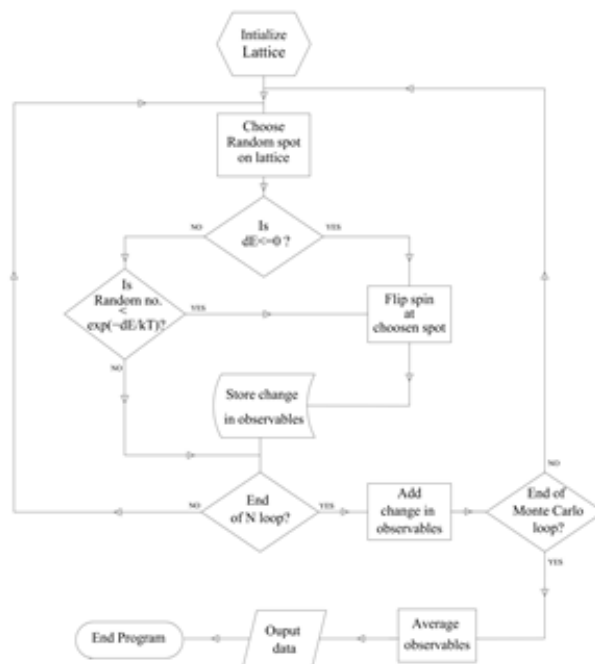 Intialize
Lattice
Choose
Random spot
on lattice
Is
dE<=0 ?
NO
YES
Is
Random no.
<
exp(−dE/kT)?
YES
NO
Flip spin
at
choosen spot
Store change
in observables
End
of N loop?
NO
YES
Add
change in
observables
End of
Monte Carlo
loop?
NO
YES
Average
observables
Ouput
data
End Program